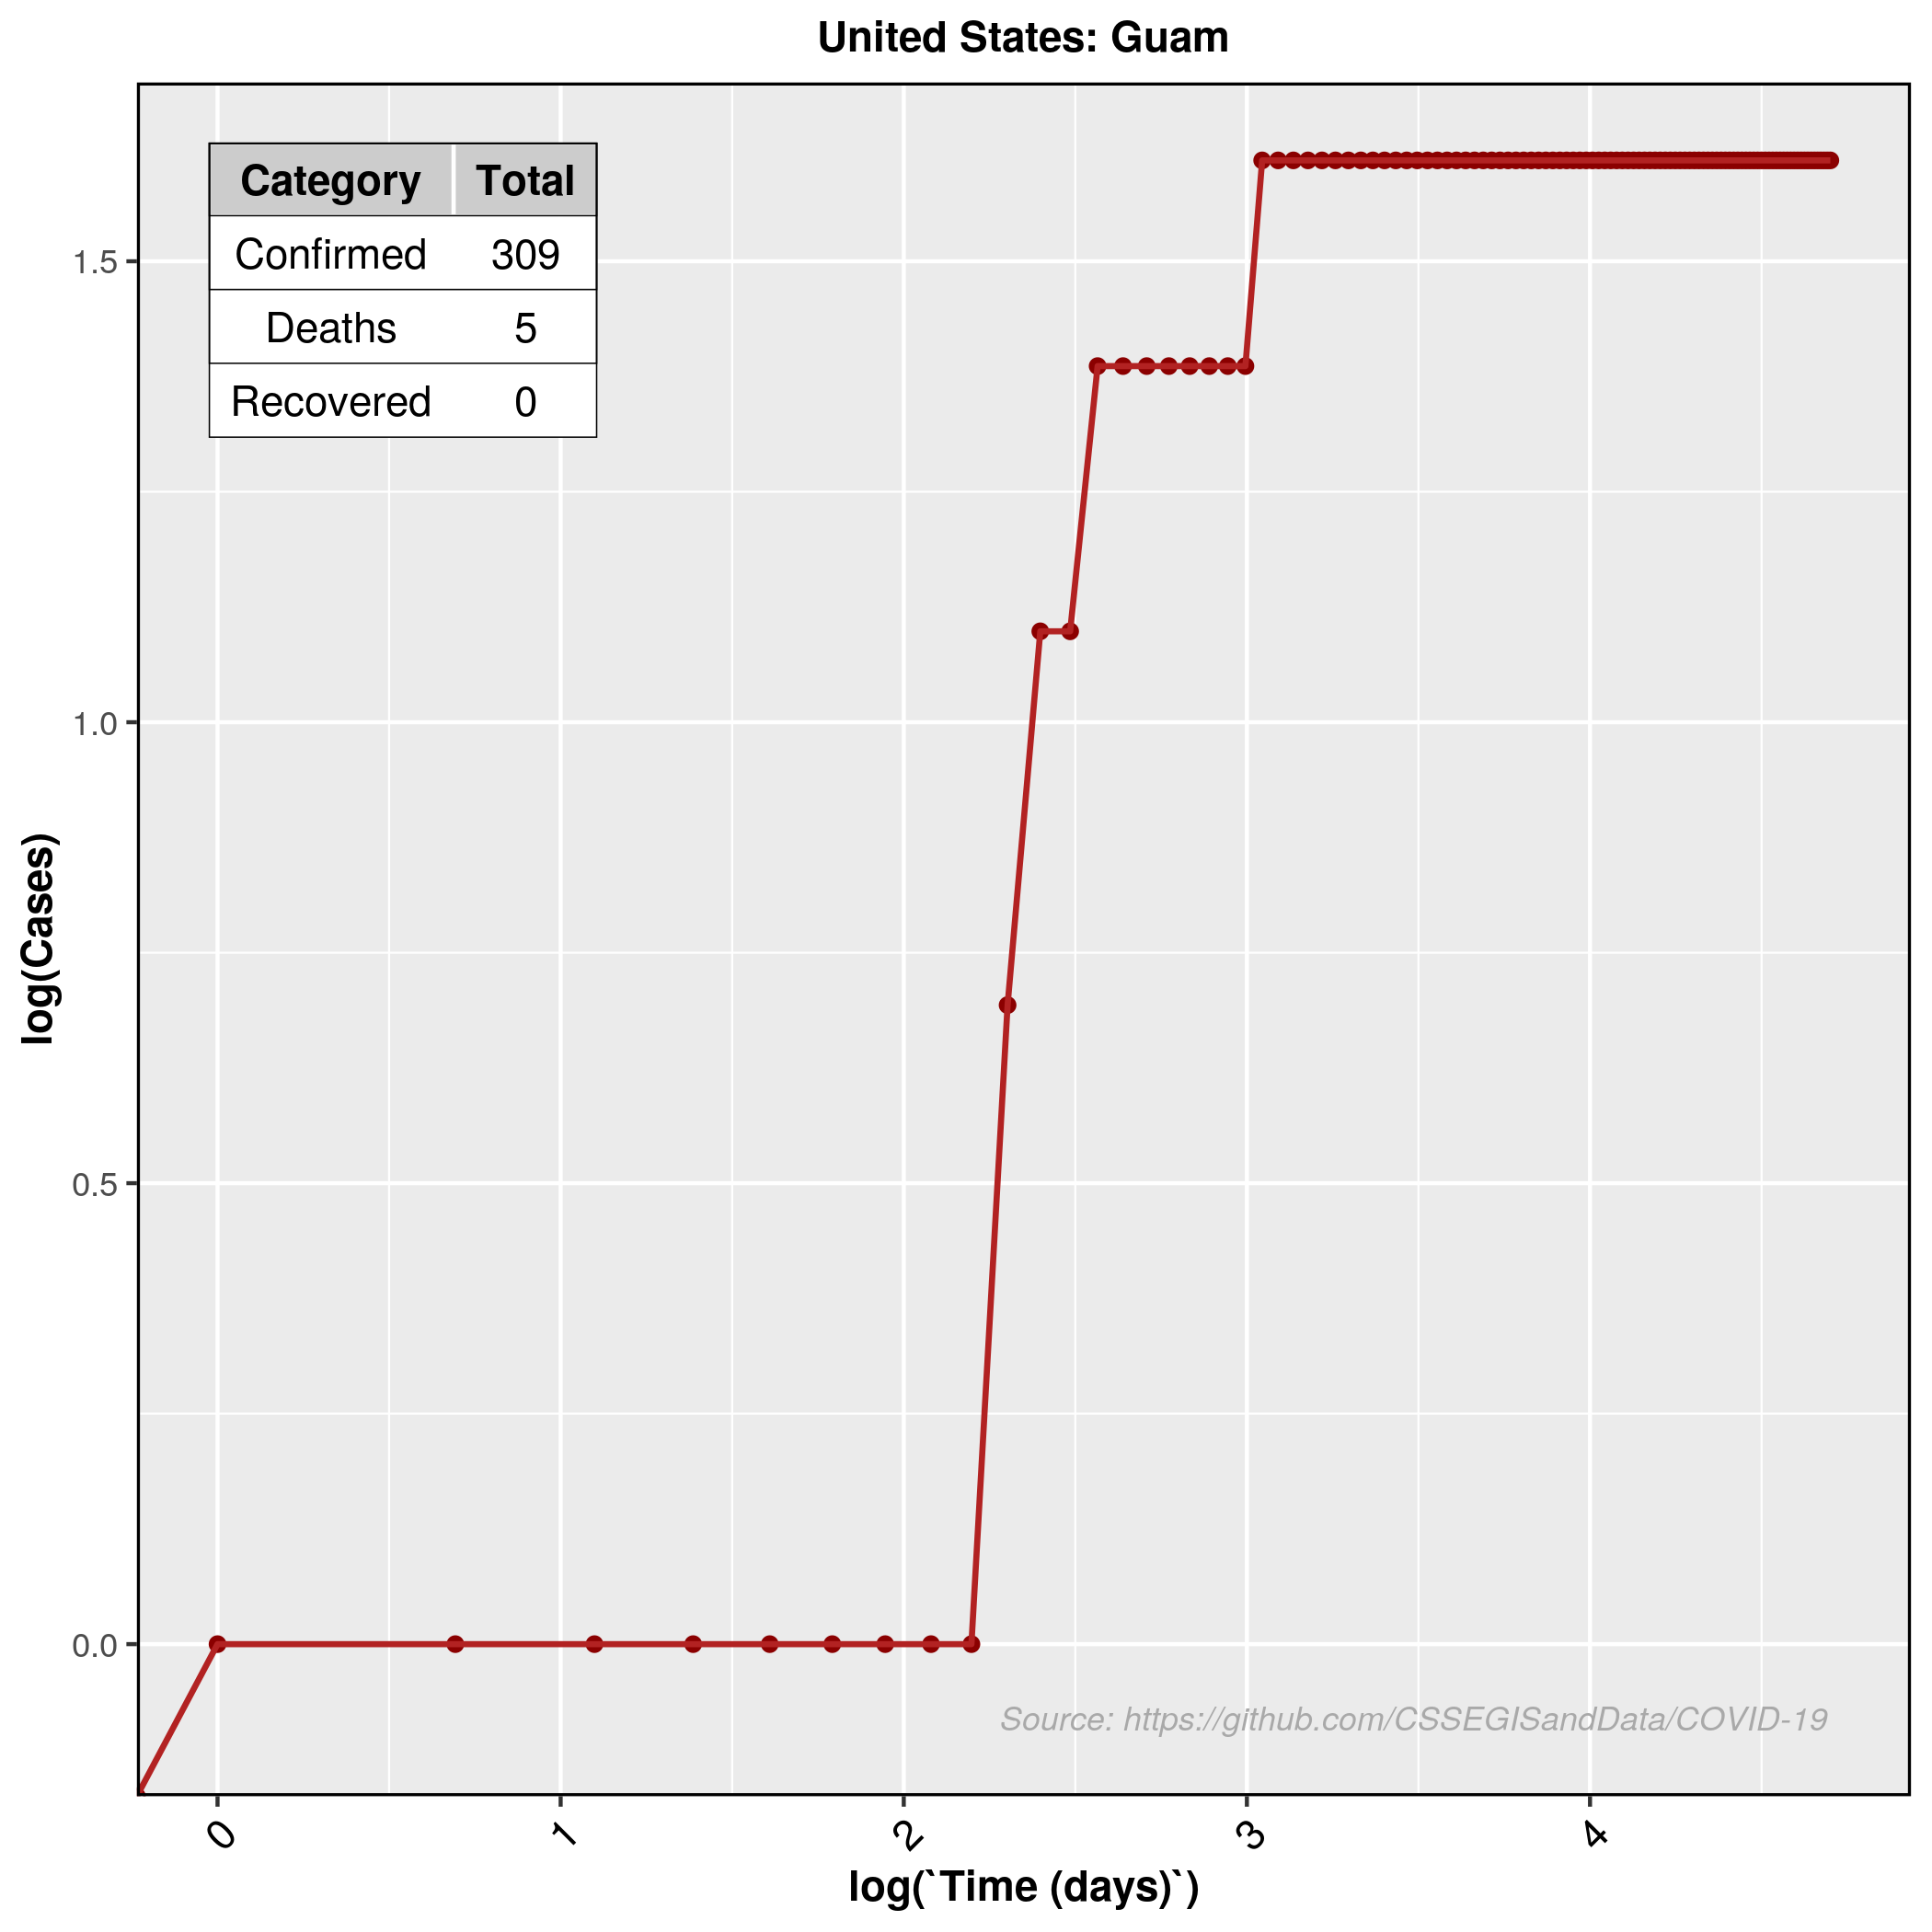 United States: Guam
Category Total
Confirmed 309
Deaths 5
Recovered 0
1.5
1.0
0.5
0.0
log(Cases)
Source: https://github.com/CSSEGISandData/COVID-19
0 1 2 3 4
log(`Time (days)`)